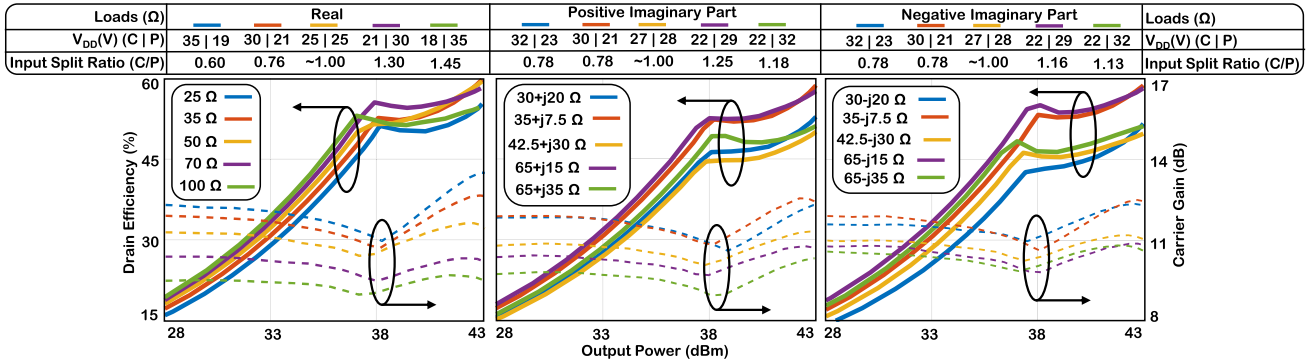 Loads (Ω) Real Positive Imaginary Part Negative Imaginary Part Loads (Ω)
V_DD(V) (C | P) 35 | 19 30 | 21 25 | 25 21 | 30 18 | 35 32 | 23 30 | 21 27 | 28 22 | 29 22 | 32 32 | 23 30 | 21 27 | 28 22 | 29 22 | 32 V_DD(V) (C | P)
Input Split Ratio (C/P) 0.60 0.76 ~1.00 1.30 1.45 0.78 0.78 ~1.00 1.25 1.18 0.78 0.78 ~1.00 1.16 1.13 Input Split Ratio (C/P)
60
45
30
15
Drain Efficiency (%)
25 Ω
35 Ω
50 Ω
70 Ω
100 Ω
28 33 38 43
30+j20 Ω
35+j7.5 Ω
42.5+j30 Ω
65+j15 Ω
65+j35 Ω
28 33 38 43
30-j20 Ω
35-j7.5 Ω
42.5-j30 Ω
65-j15 Ω
65-j35 Ω
28 33 38 43
17
14
11
8
Carrier Gain (dB)
Output Power (dBm)